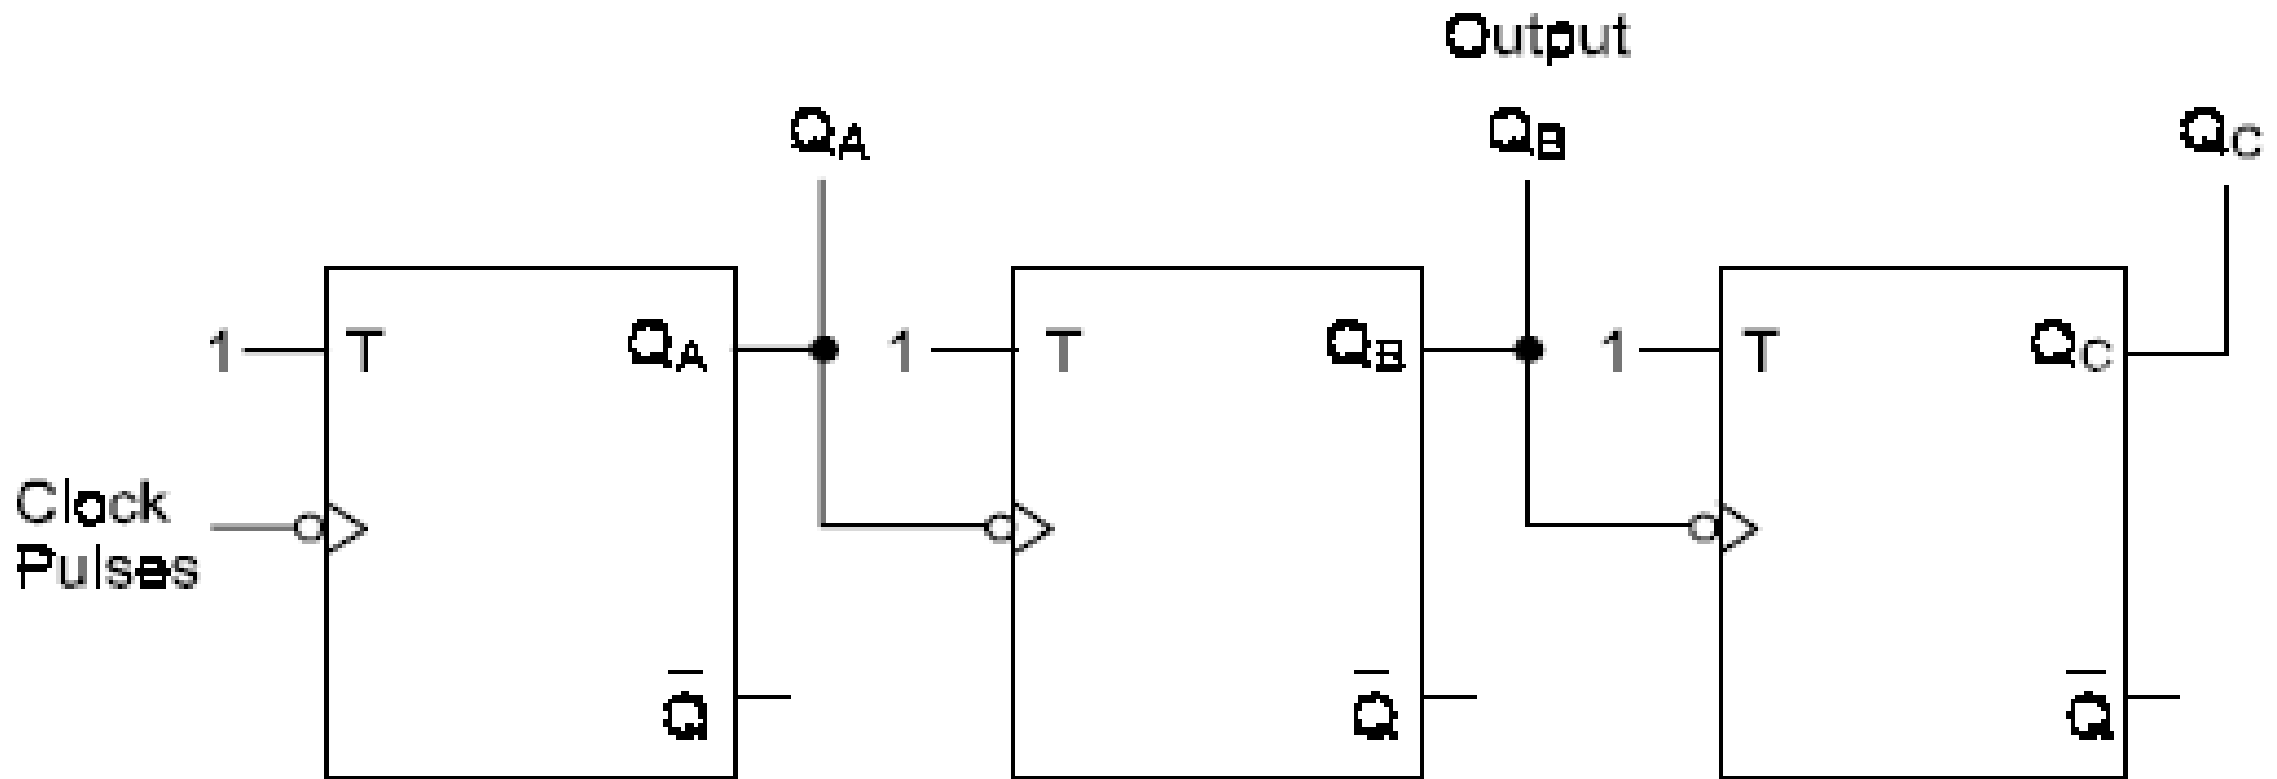 Output
QA QB QC
1 T QA 1 T QB 1 T QC
Clock
Pulses
Q̅ Q̅ Q̅